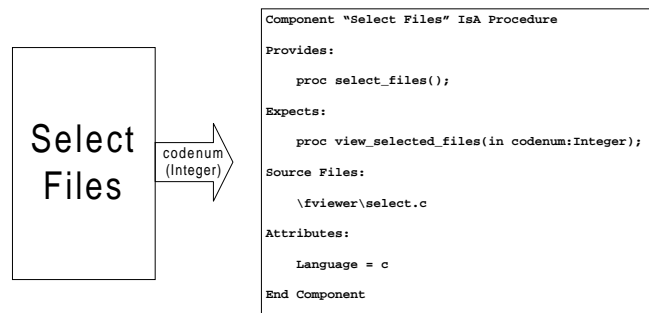 Select
Files
codenum
(Integer)
Component “Select Files” IsA Procedure
Provides:
proc select_files();
Expects:
proc view_selected_files(in codenum:Integer);
Source Files:
\fviewer\select.c
Attributes:
Language = c
End Component